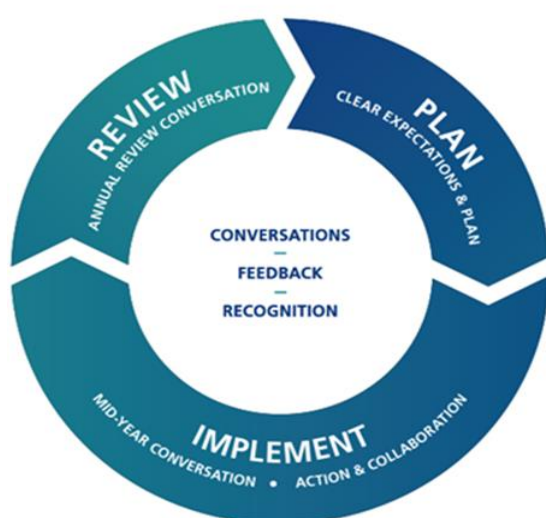 REVIEW
ANNUAL REVIEW CONVERSATION
PLAN
CLEAR EXPECTATIONS & PLAN
CONVERSATIONS
–
FEEDBACK
–
RECOGNITION
IMPLEMENT
MID-YEAR CONVERSATION • ACTION & COLLABORATION